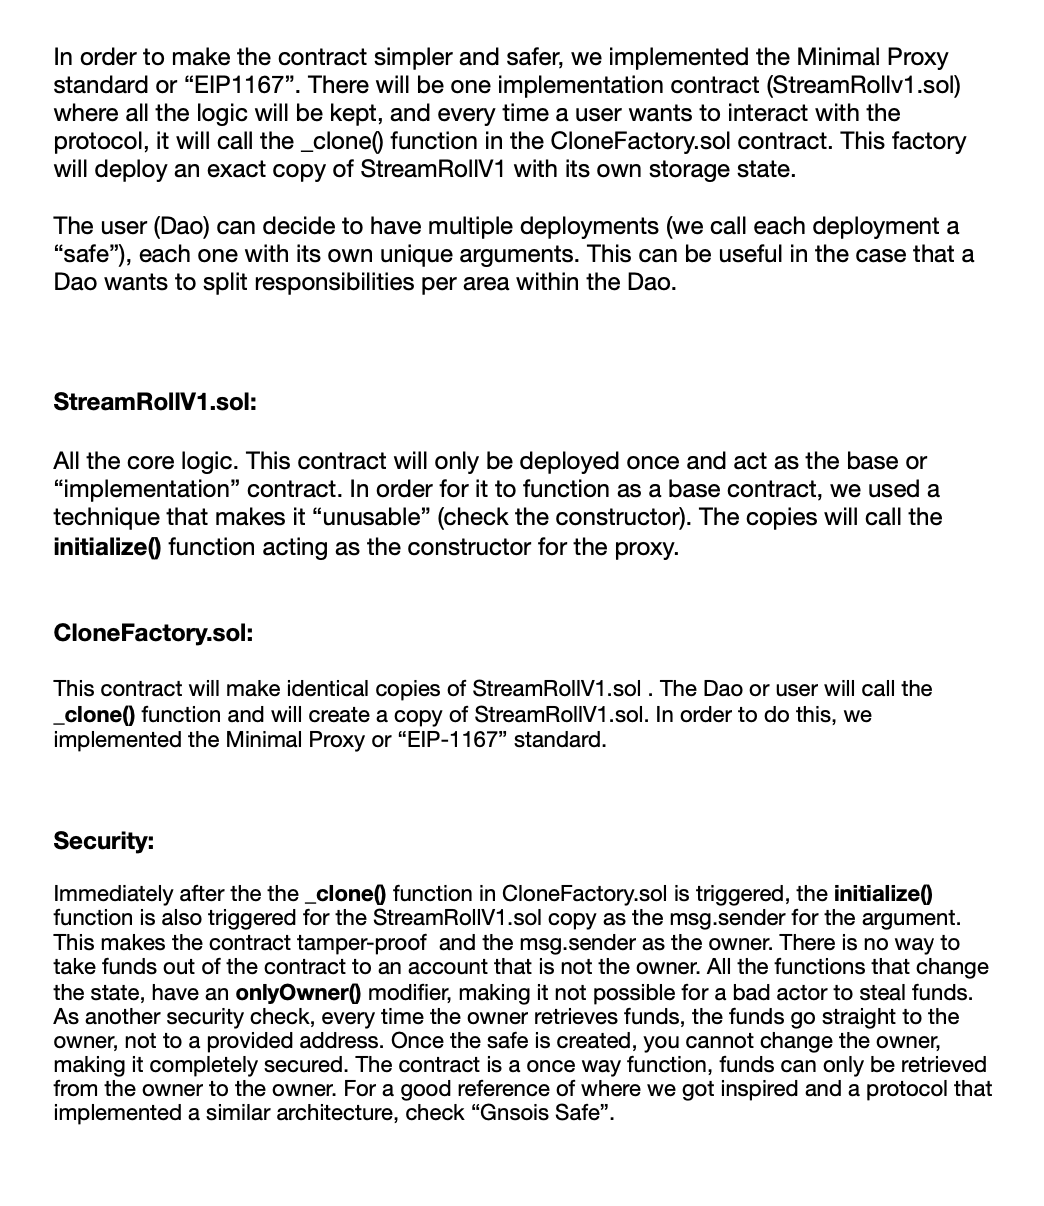 In order to make the contract simpler and safer, we implemented the Minimal Proxy
standard or “EIP1167”. There will be one implementation contract (StreamRollv1.sol)
where all the logic will be kept, and every time a user wants to interact with the
protocol, it will call the _clone() function in the CloneFactory.sol contract. This factory
will deploy an exact copy of StreamRollV1 with its own storage state.
The user (Dao) can decide to have multiple deployments (we call each deployment a
“safe”), each one with its own unique arguments. This can be useful in the case that a
Dao wants to split responsibilities per area within the Dao.
StreamRollV1.sol:
All the core logic. This contract will only be deployed once and act as the base or
“implementation” contract. In order for it to function as a base contract, we used a
technique that makes it “unusable” (check the constructor). The copies will call the
initialize() function acting as the constructor for the proxy.
CloneFactory.sol:
This contract will make identical copies of StreamRollV1.sol . The Dao or user will call the
_clone() function and will create a copy of StreamRollV1.sol. In order to do this, we
implemented the Minimal Proxy or “EIP-1167” standard.
Security:
Immediately after the the _clone() function in CloneFactory.sol is triggered, the initialize()
function is also triggered for the StreamRollV1.sol copy as the msg.sender for the argument.
This makes the contract tamper-proof  and the msg.sender as the owner. There is no way to
take funds out of the contract to an account that is not the owner. All the functions that change
the state, have an onlyOwner() modifier, making it not possible for a bad actor to steal funds.
As another security check, every time the owner retrieves funds, the funds go straight to the
owner, not to a provided address. Once the safe is created, you cannot change the owner,
making it completely secured. The contract is a once way function, funds can only be retrieved
from the owner to the owner. For a good reference of where we got inspired and a protocol that
implemented a similar architecture, check “Gnsois Safe”.